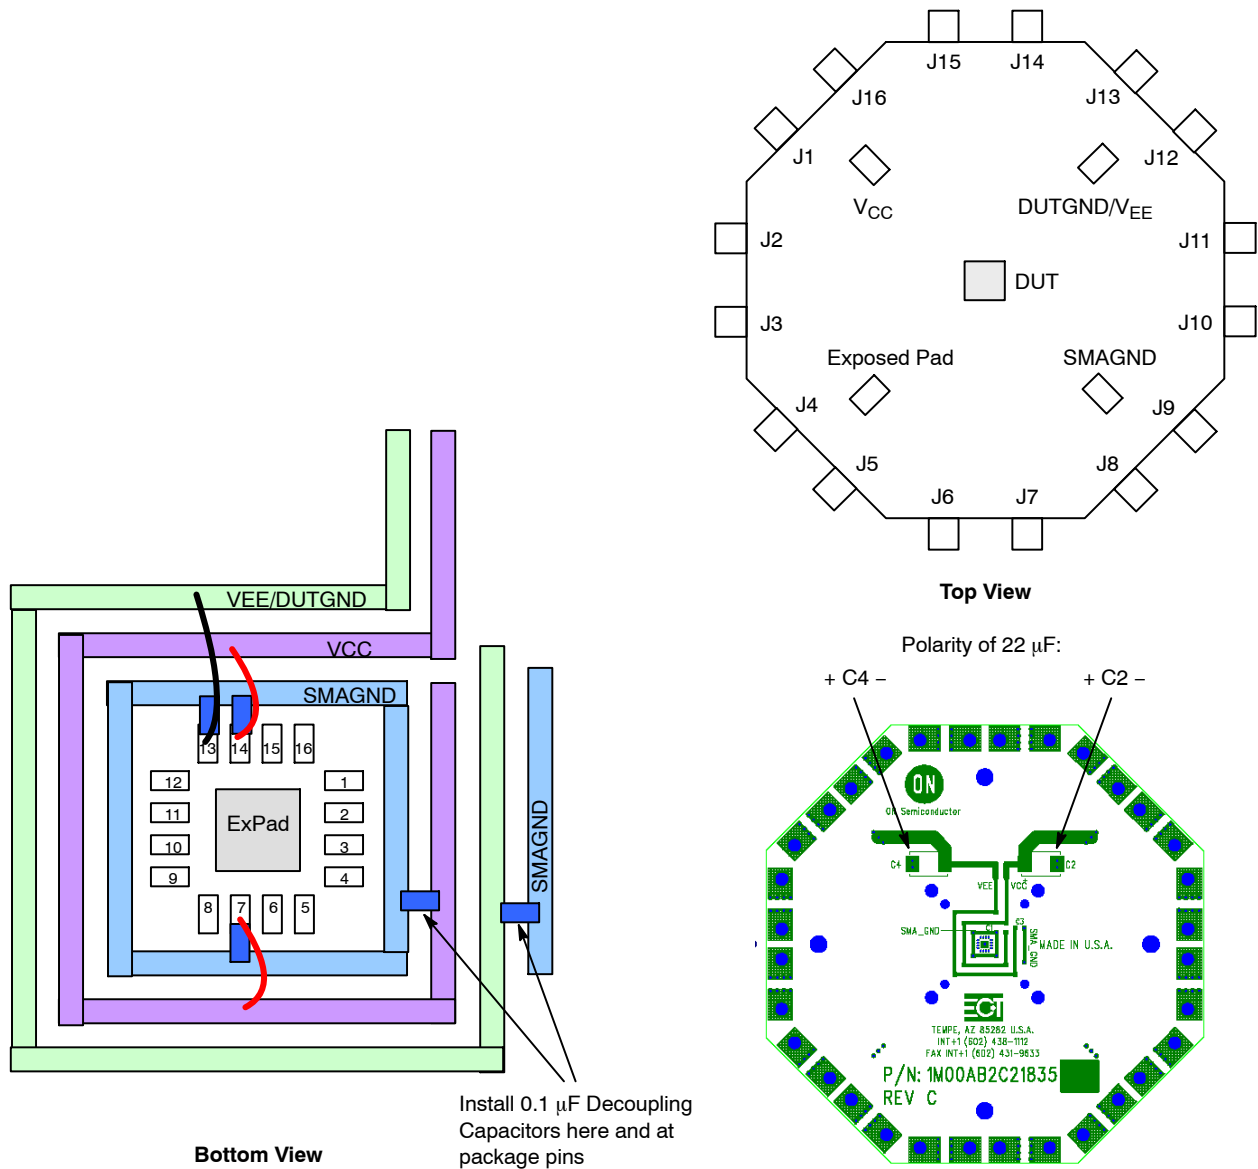 J15
J14
J16
J13
J1
J12
VCC
DUTGND/VEE
J2
J11
DUT
J3
J10
Exposed Pad
SMAGND
J4
J9
J5
J8
J6
J7
Top View
VEE/DUTGND
VCC
SMAGND
13
14
15
16
12
1
11
ExPad
2
10
3
9
4
8
7
6
5
SMAGND
Install 0.1 μF Decoupling
Capacitors here and at
package pins
Bottom View
Polarity of 22 μF:
+ C4 −
+ C2 −
ON
ON Semiconductor
C4
C2
VEE
VCC
+
C1
C3
SMA_GND
SMA_GND
MADE IN U.S.A.
EGT
TEMPE, AZ 85282 U.S.A.
INT+1 (602) 438-1112
FAX INT+1 (602) 431-9633
P/N: 1M00AB2C21835
REV C